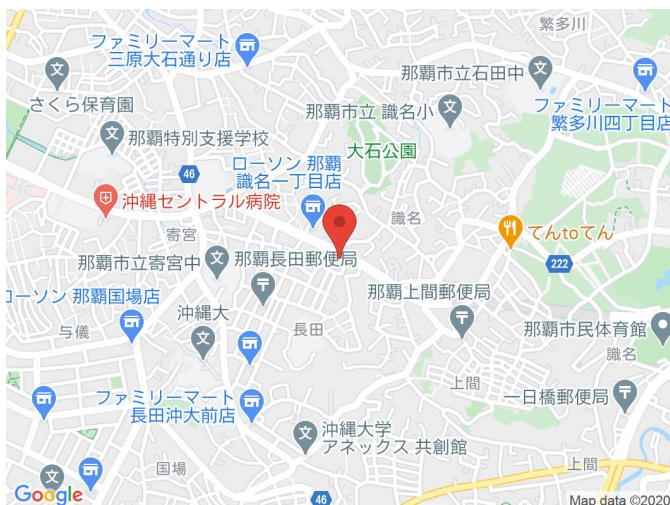 繁多川
ファミリーマート
三原大石通り店
那覇市立石田中
さくら保育園
那覇市立 識名小
ファミリーマート
繁多川四丁目店
那覇特別支援学校
大石公園
46
ローソン 那覇
識名一丁目店
沖縄セントラル病院
識名
寄宮
てんtoてん
那覇市立寄宮中
那覇長田郵便局
222
那覇上間郵便局
ローソン 那覇国場店
沖縄大
与儀
長田
那覇市民体育館
識名
上間
ファミリーマート
長田沖大前店
一日橋郵便局
沖縄大学
アネックス 共創館
国場
上間
46
Google
Map data ©2020